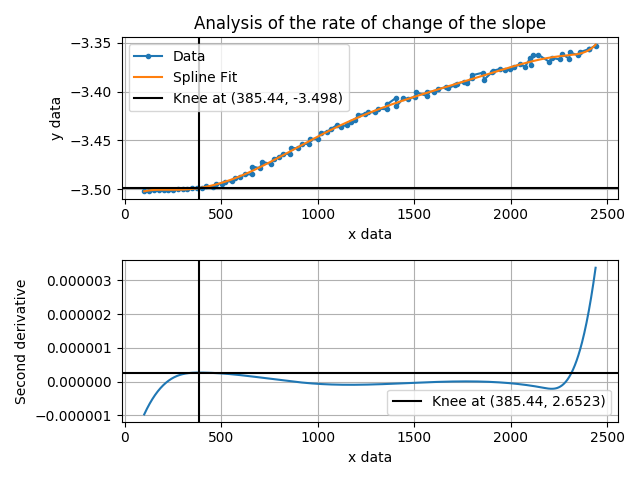 Analysis of the rate of change of the slope
−3.35
−3.40
−3.45
−3.50
y data
Data
Spline Fit
Knee at (385.44, -3.498)
0
500
1000
1500
2000
2500
x data
0.000003
0.000002
0.000001
0.000000
−0.000001
Second derivative
Knee at (385.44, 2.6523)
0
500
1000
1500
2000
2500
x data